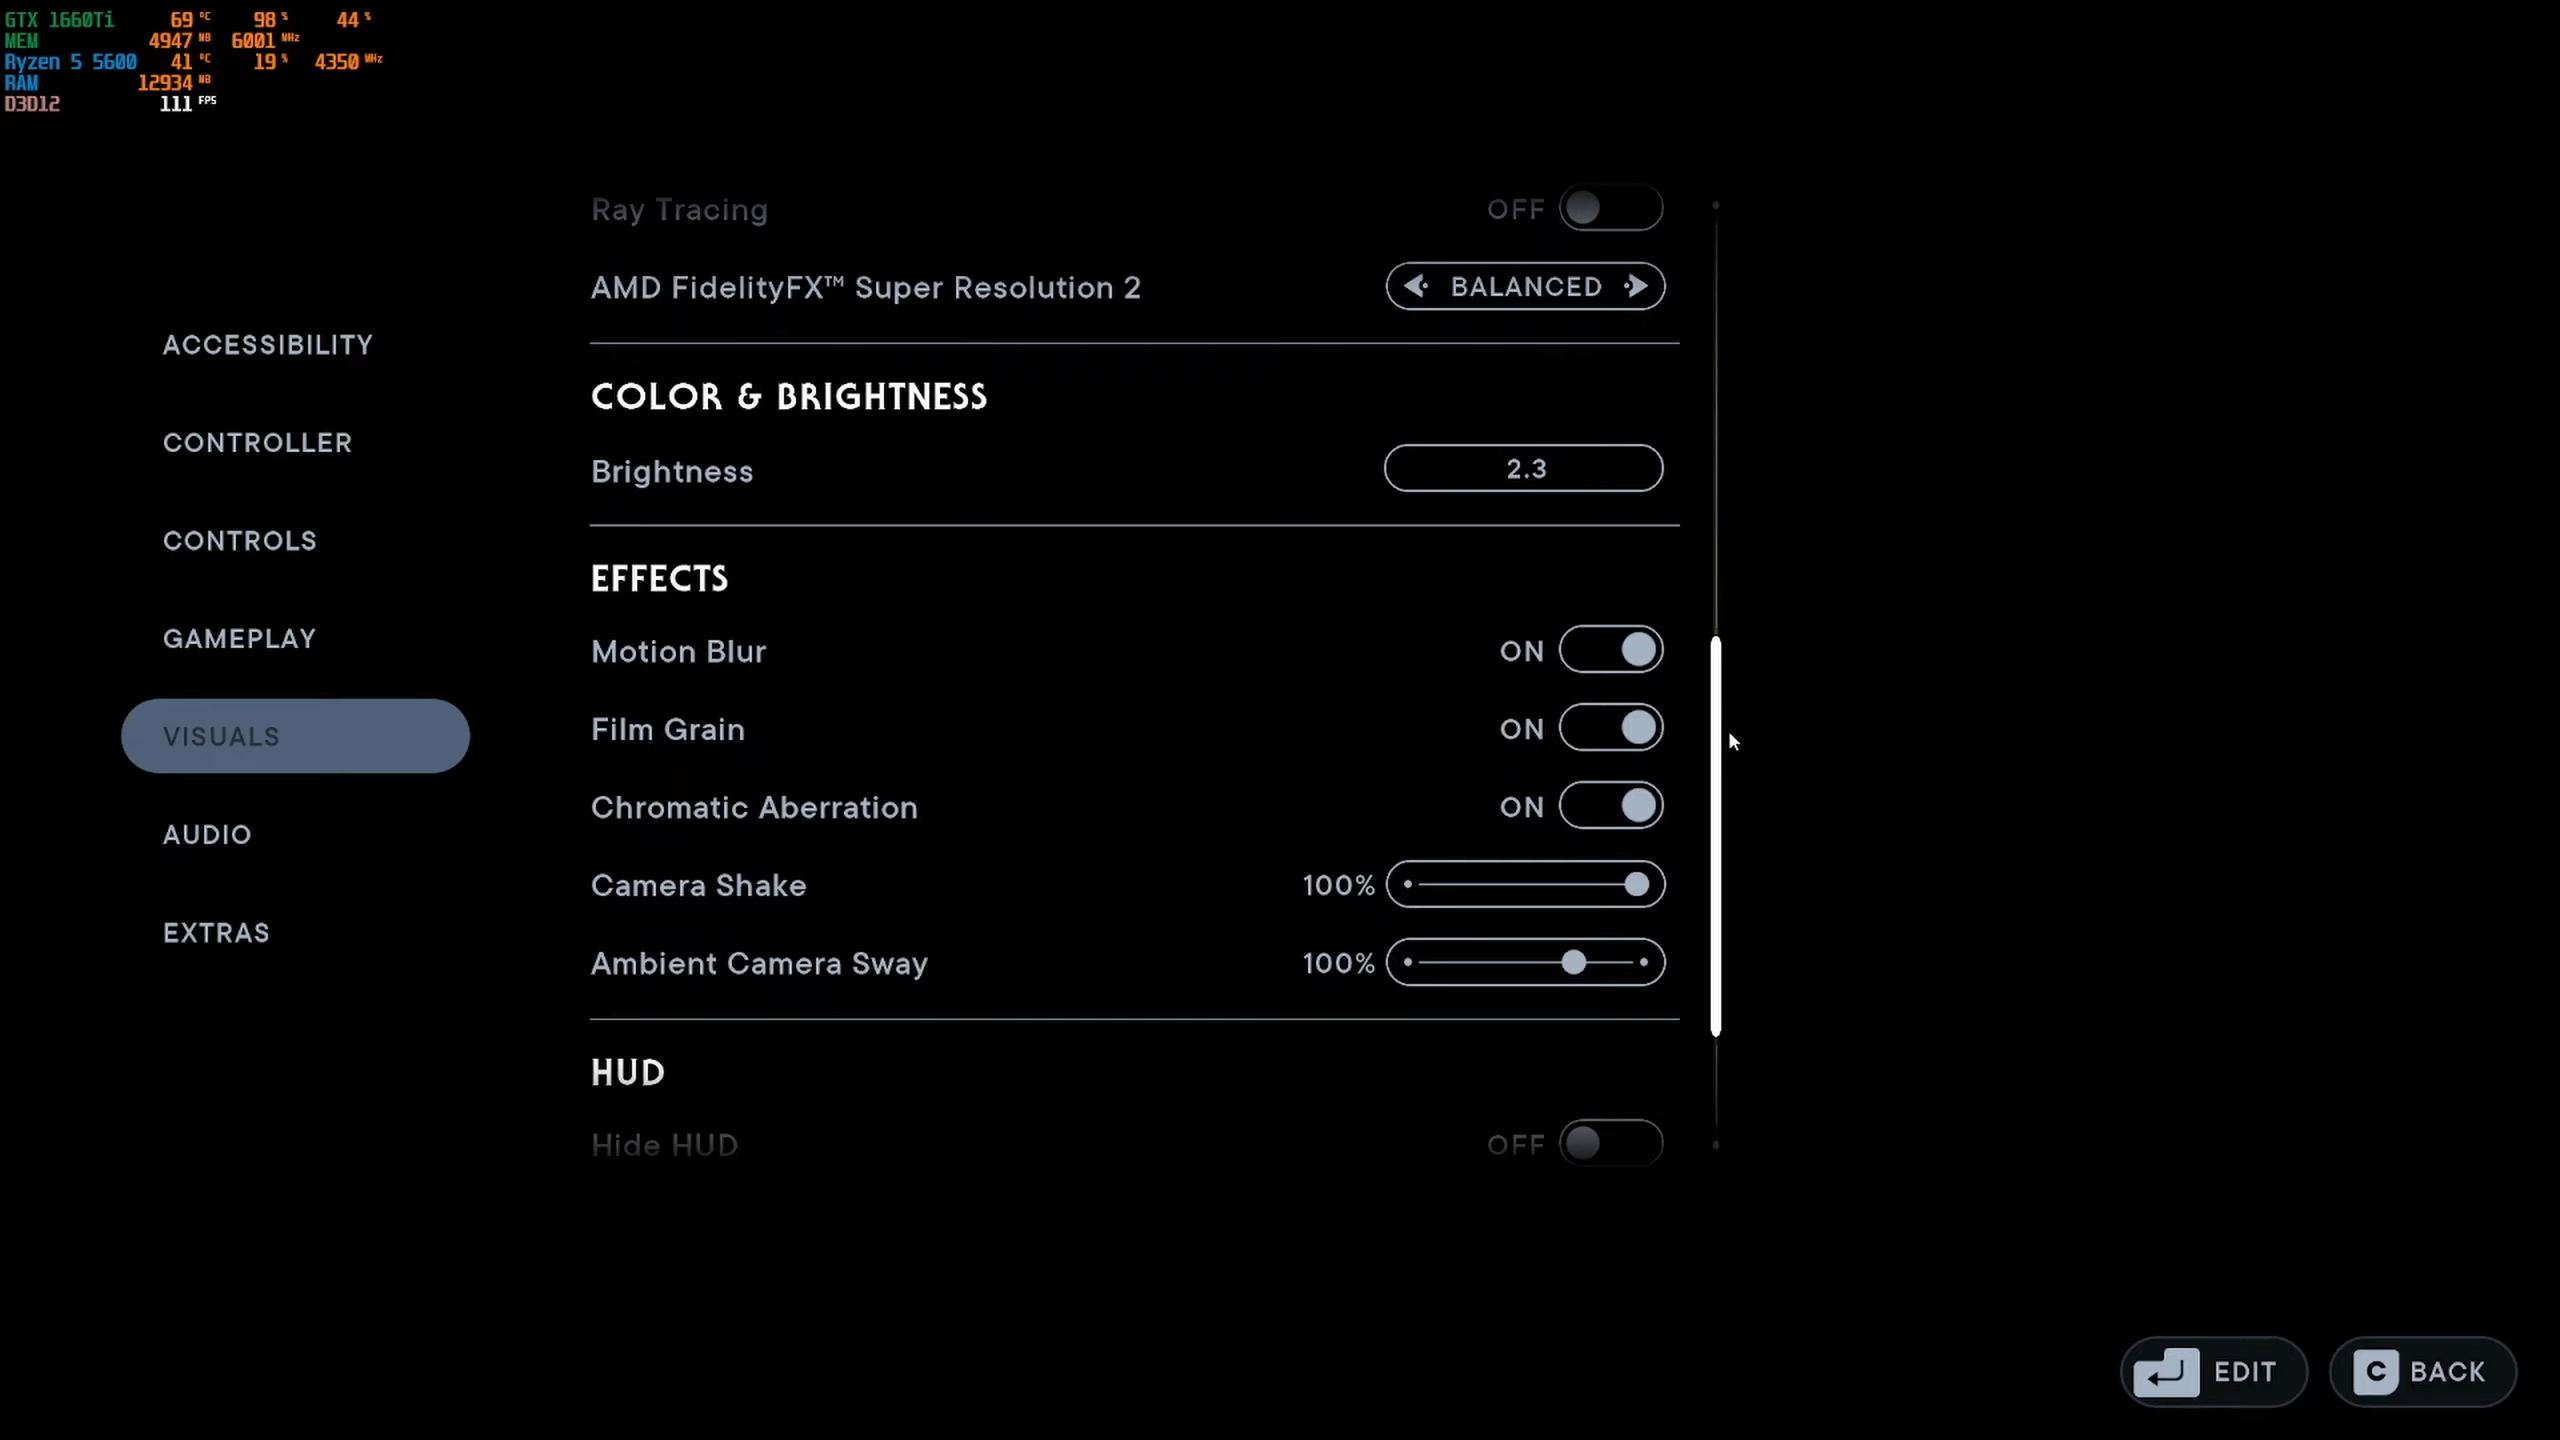 GTX 1660Ti 69 °C 98 % 44 %
MEM 4947 MB 6001 MHz
Ryzen 5 5600 41 °C 19 % 4350 MHz
RAM 12934 MB
D3D12 111 FPS
Ray Tracing OFF
AMD FidelityFX™ Super Resolution 2 BALANCED
COLOR & BRIGHTNESS
Brightness 2.3
EFFECTS
Motion Blur ON
Film Grain ON
Chromatic Aberration ON
Camera Shake 100%
Ambient Camera Sway 100%
HUD
Hide HUD OFF
ACCESSIBILITY
CONTROLLER
CONTROLS
GAMEPLAY
VISUALS
AUDIO
EXTRAS
EDIT
C BACK